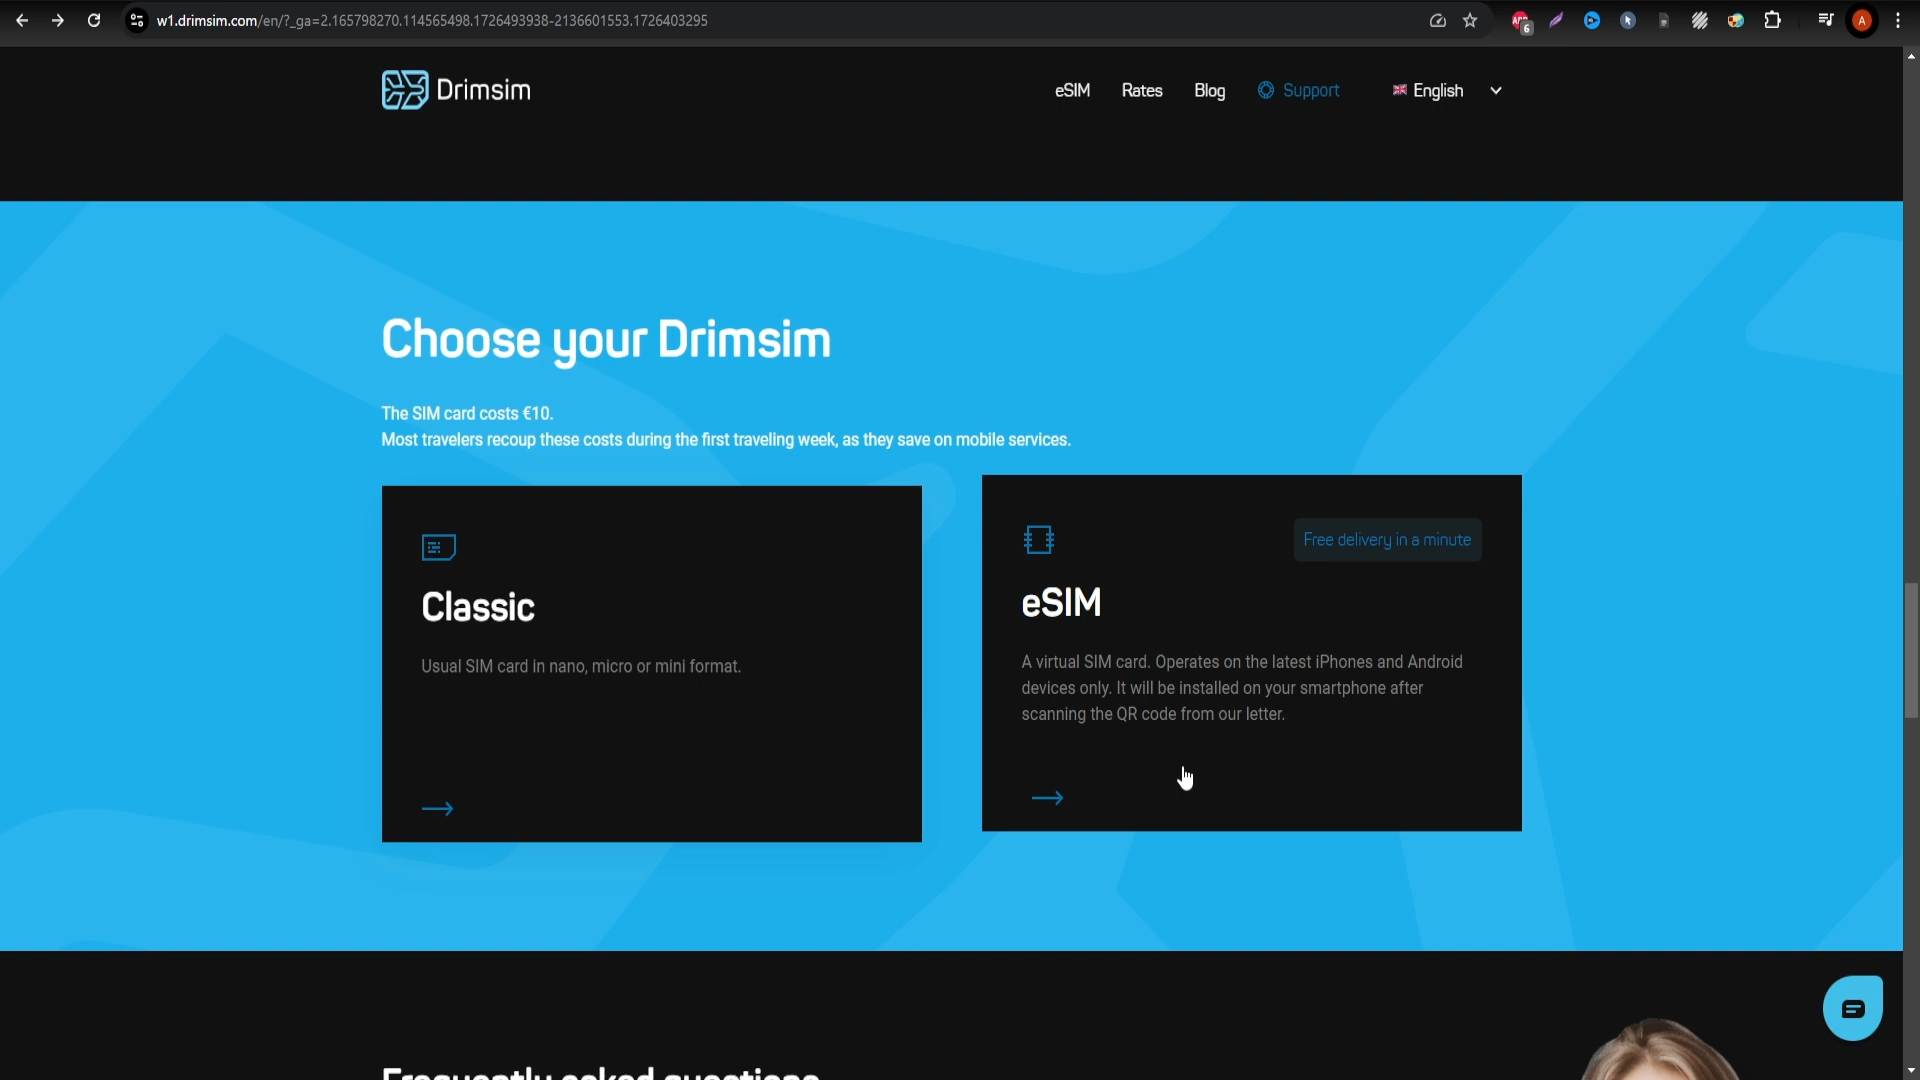 w1.drimsim.com/en/?_ga=2.165798270.114565498.1726493938-2136601553.1726403295
ABP
6
A
Drimsim
eSIM
Rates
Blog
Support
English
Choose your Drimsim
The SIM card costs €10.
Most travelers recoup these costs during the first traveling week, as they save on mobile services.
Classic
Usual SIM card in nano, micro or mini format.
Free delivery in a minute
eSIM
A virtual SIM card. Operates on the latest iPhones and Android
devices only. It will be installed on your smartphone after
scanning the QR code from our letter.
Frequently asked questions